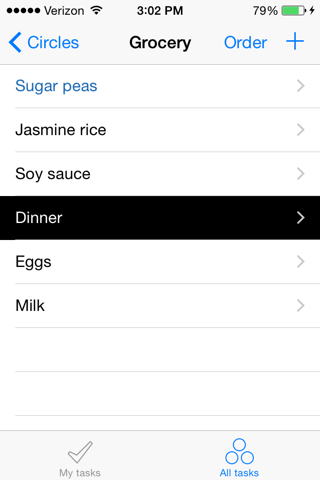 Verizon 3:02 PM 79%
Circles Grocery Order +
Sugar peas
Jasmine rice
Soy sauce
Dinner
Eggs
Milk
My tasks All tasks